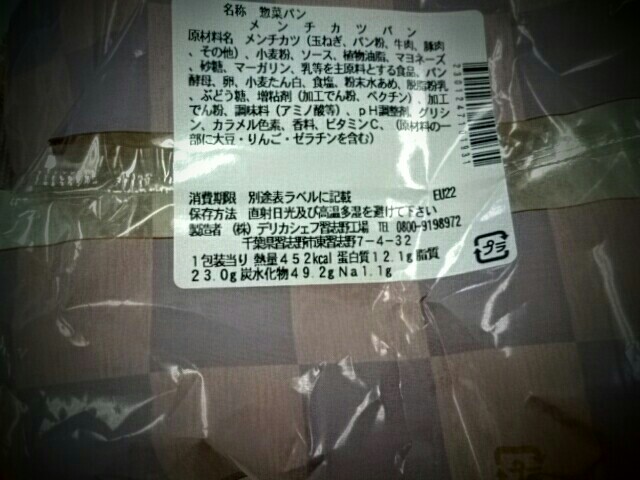 名称 惣菜パン
メンチカツパン
原材料名 メンチカツ（玉ねぎ、パン粉、牛肉、豚肉
、その他）、小麦粉、ソース、植物油脂、マヨネーズ
、砂糖、マーガリン、乳等を主原料とする食品、パン
酵母、卵、小麦たん白、食塩、粉末水あめ、脱脂粉乳
、ぶどう糖、増粘剤（加工でん粉、ペクチン）、加工
でん粉、調味料（アミノ酸等）、ｐＨ調整剤、グリシ
ン、カラメル色素、香料、ビタミンＣ、（原材料の一
部に大豆・りんご・ゼラチンを含む）
消費期限 別途表ラベルに記載 EU22
保存方法 直射日光及び高温多湿を避けて下さい
製造者 （株）デリカシェフ習志野工場 TEL 0800-9198972
千葉県習志野市東習志野7-4-32
1包装当り 熱量452kcal 蛋白質12.1g 脂質
23.0g 炭水化物49.2g Na1.1g
プラ